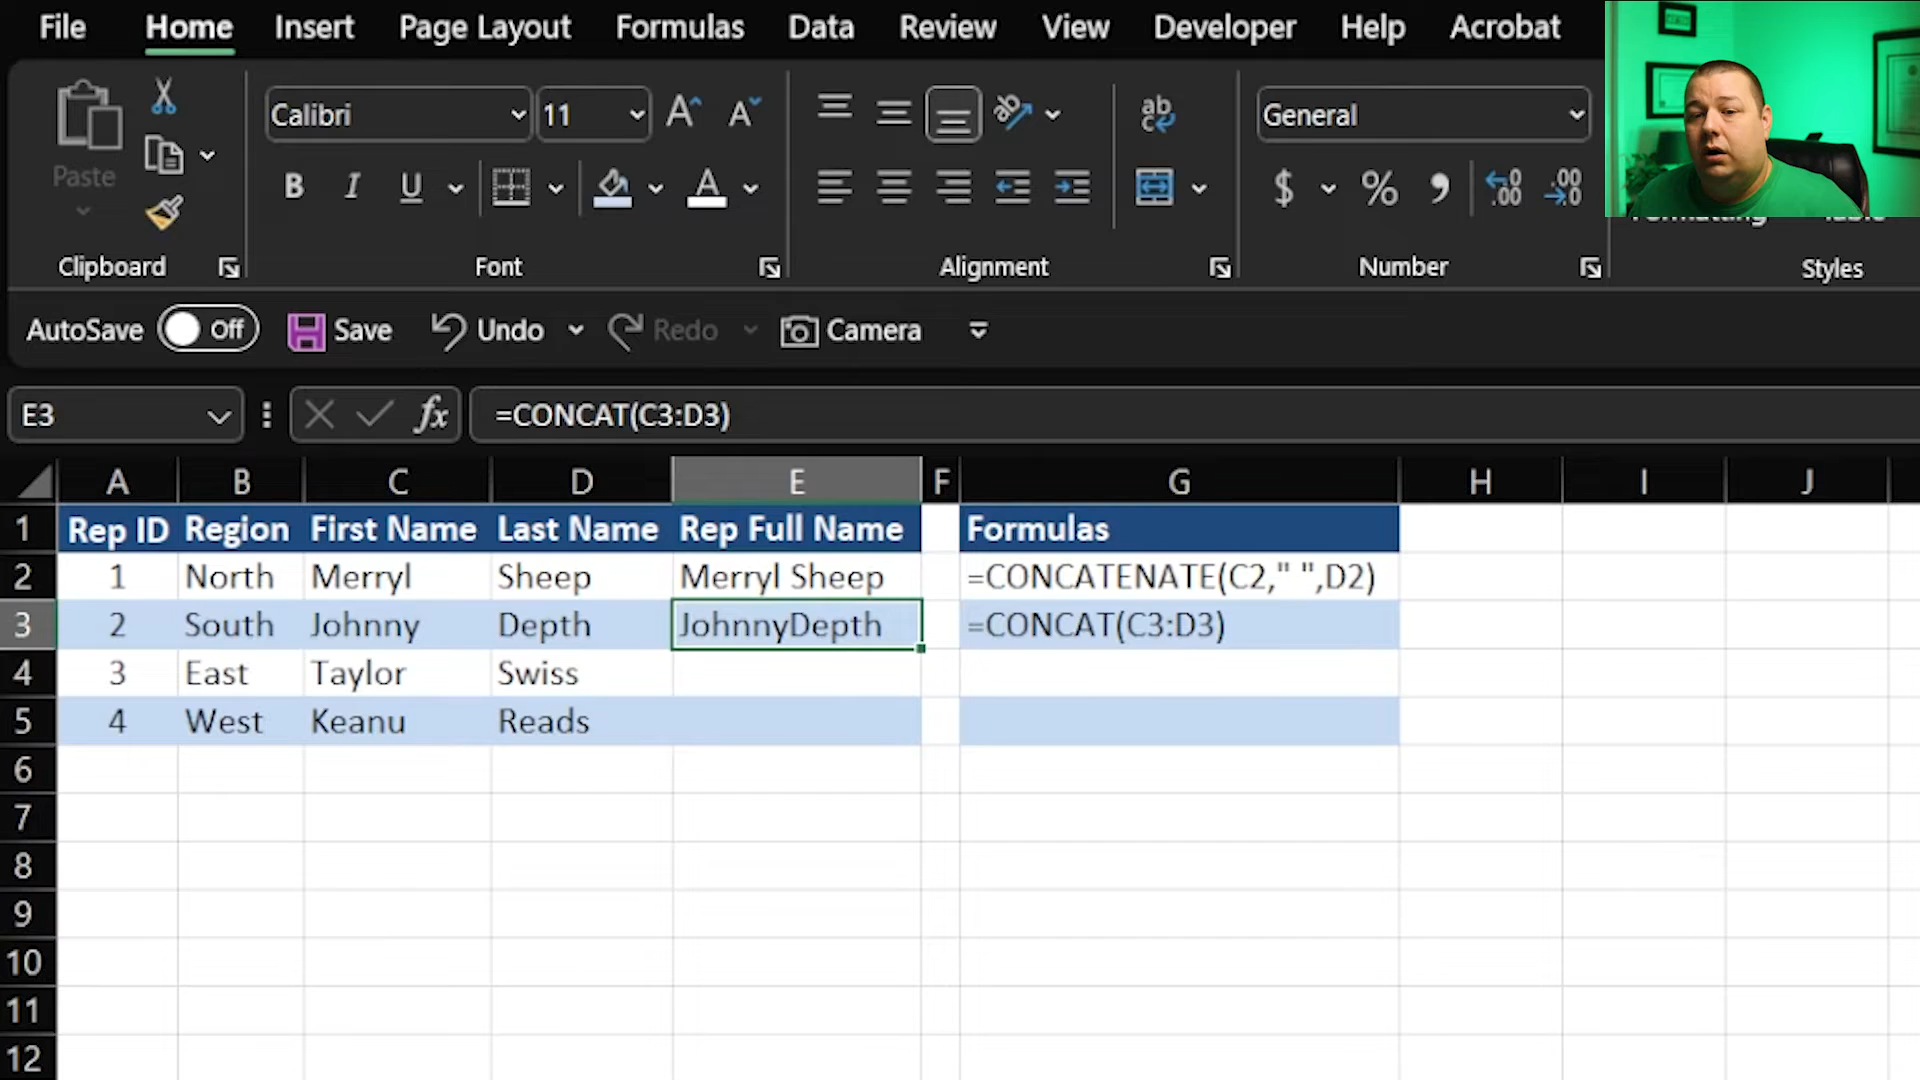 File Home Insert Page Layout Formulas Data Review View Developer Help Acrobat
Paste
Calibri 11 General
B I U $ %
Clipboard Font Alignment Number Styles
AutoSave Off Save Undo Redo Camera
E3 fx =CONCAT(C3:D3)
A B C D E F G H I J
1 Rep ID Region First Name Last Name Rep Full Name Formulas
2 1 North Merryl Sheep Merryl Sheep =CONCATENATE(C2," ",D2)
3 2 South Johnny Depth JohnnyDepth =CONCAT(C3:D3)
4 3 East Taylor Swiss
5 4 West Keanu Reads
6
7
8
9
10
11
12